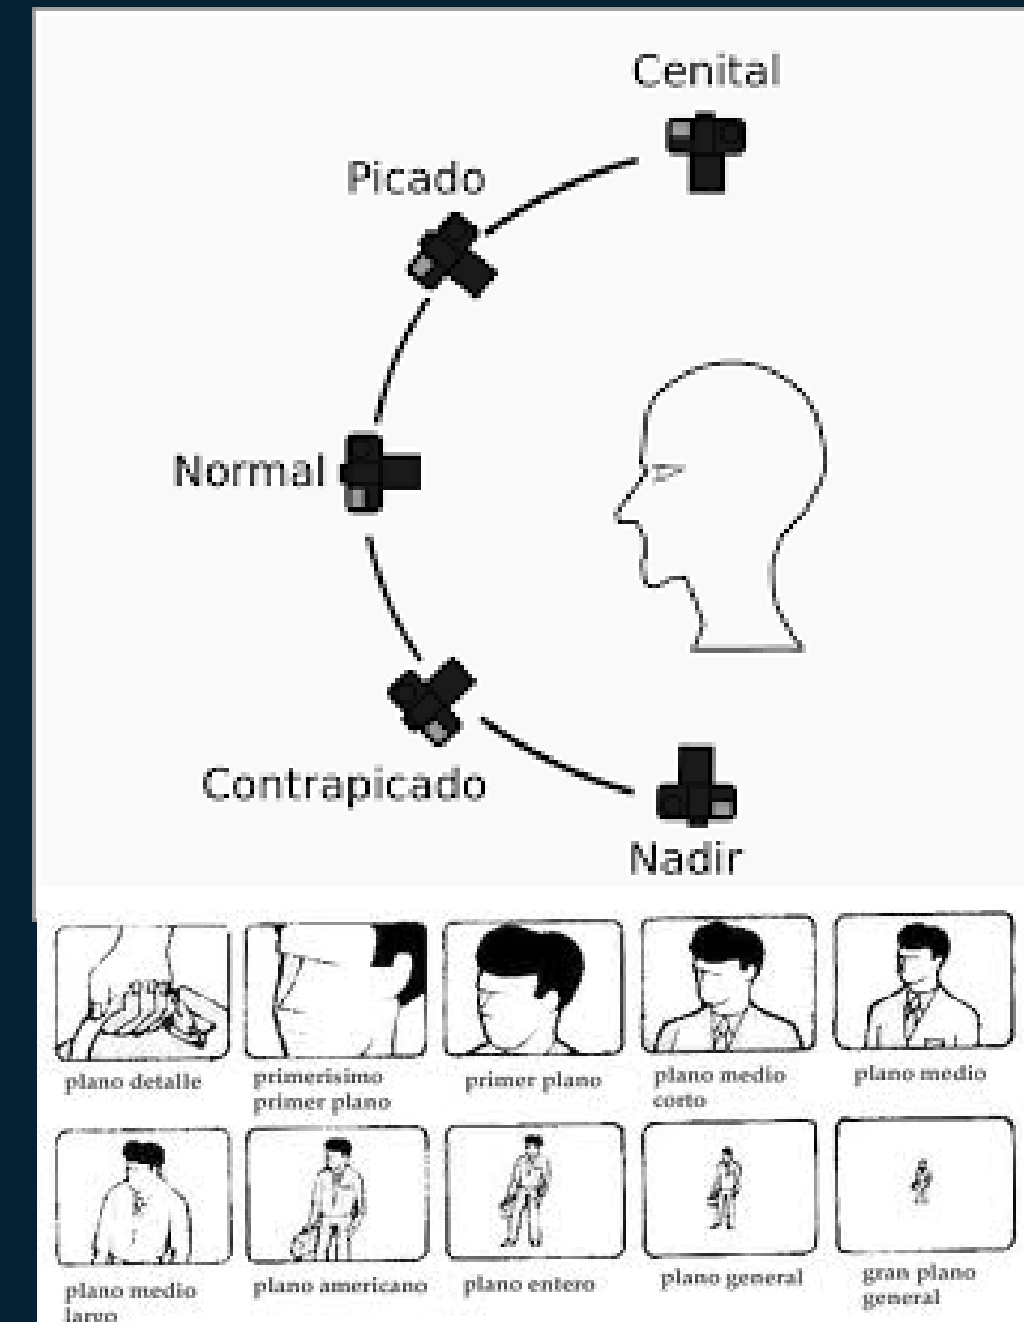 Cenital
Picado
Normal
Contrapicado
Nadir
plano detalle
primerisimo
primer plano
primer plano
plano medio
corto
plano medio
plano medio
largo
plano americano
plano entero
plano general
gran plano
general